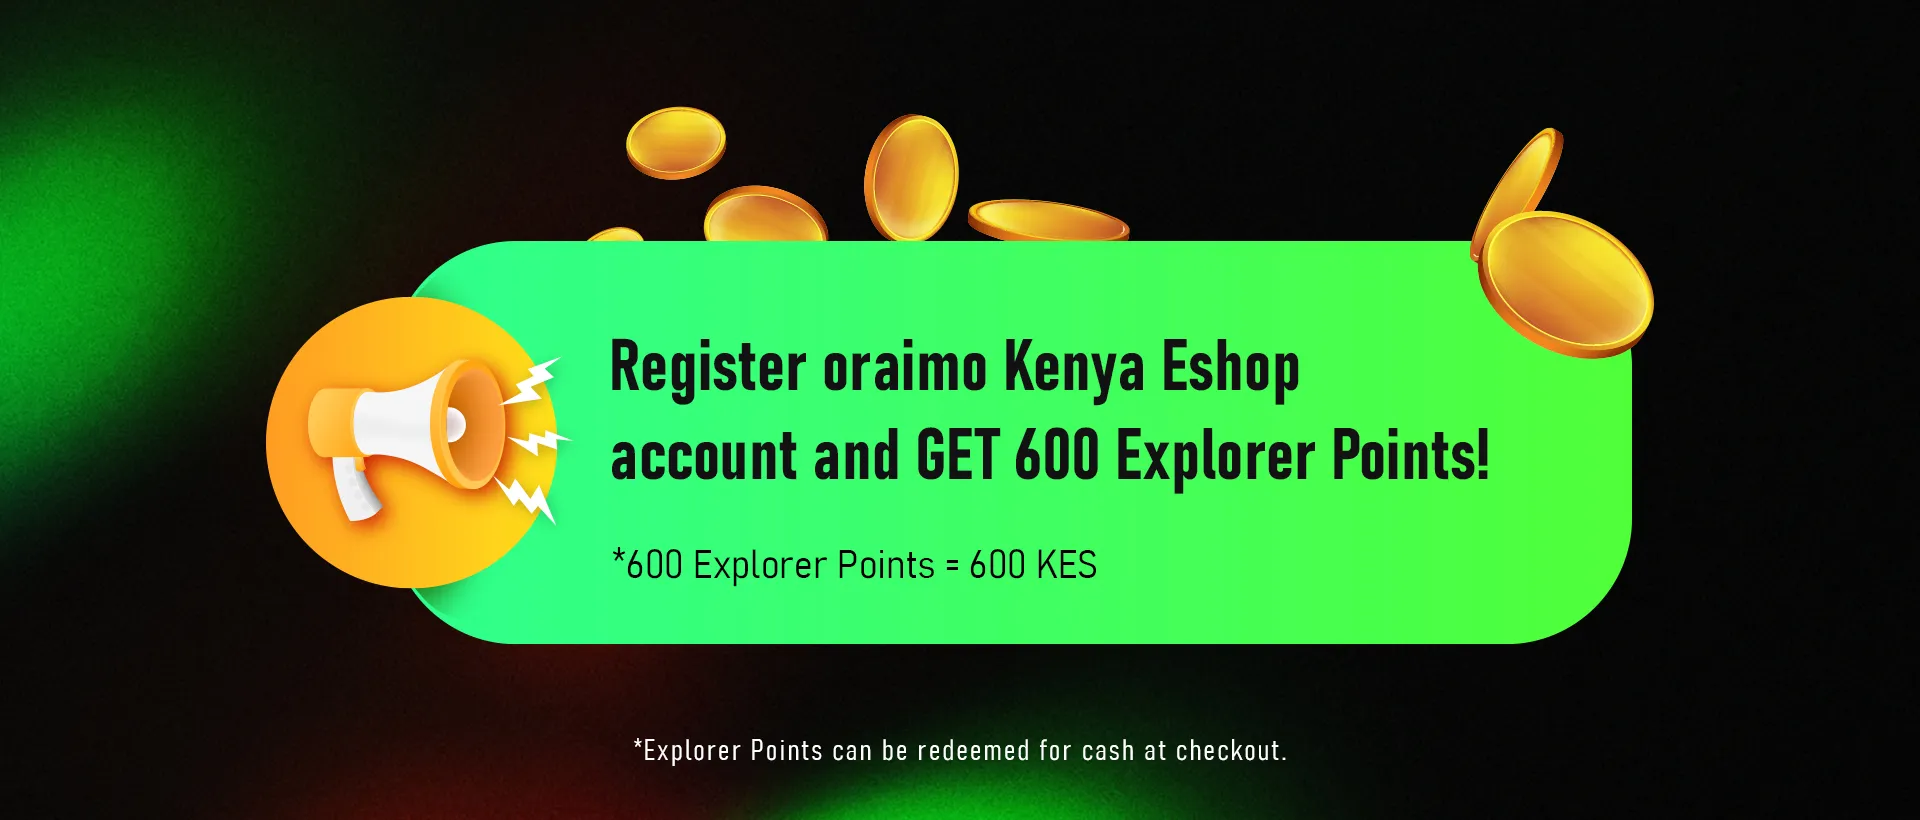 Register oraimo Kenya Eshop
account and GET 600 Explorer Points!
*600 Explorer Points = 600 KES
*Explorer Points can be redeemed for cash at checkout.